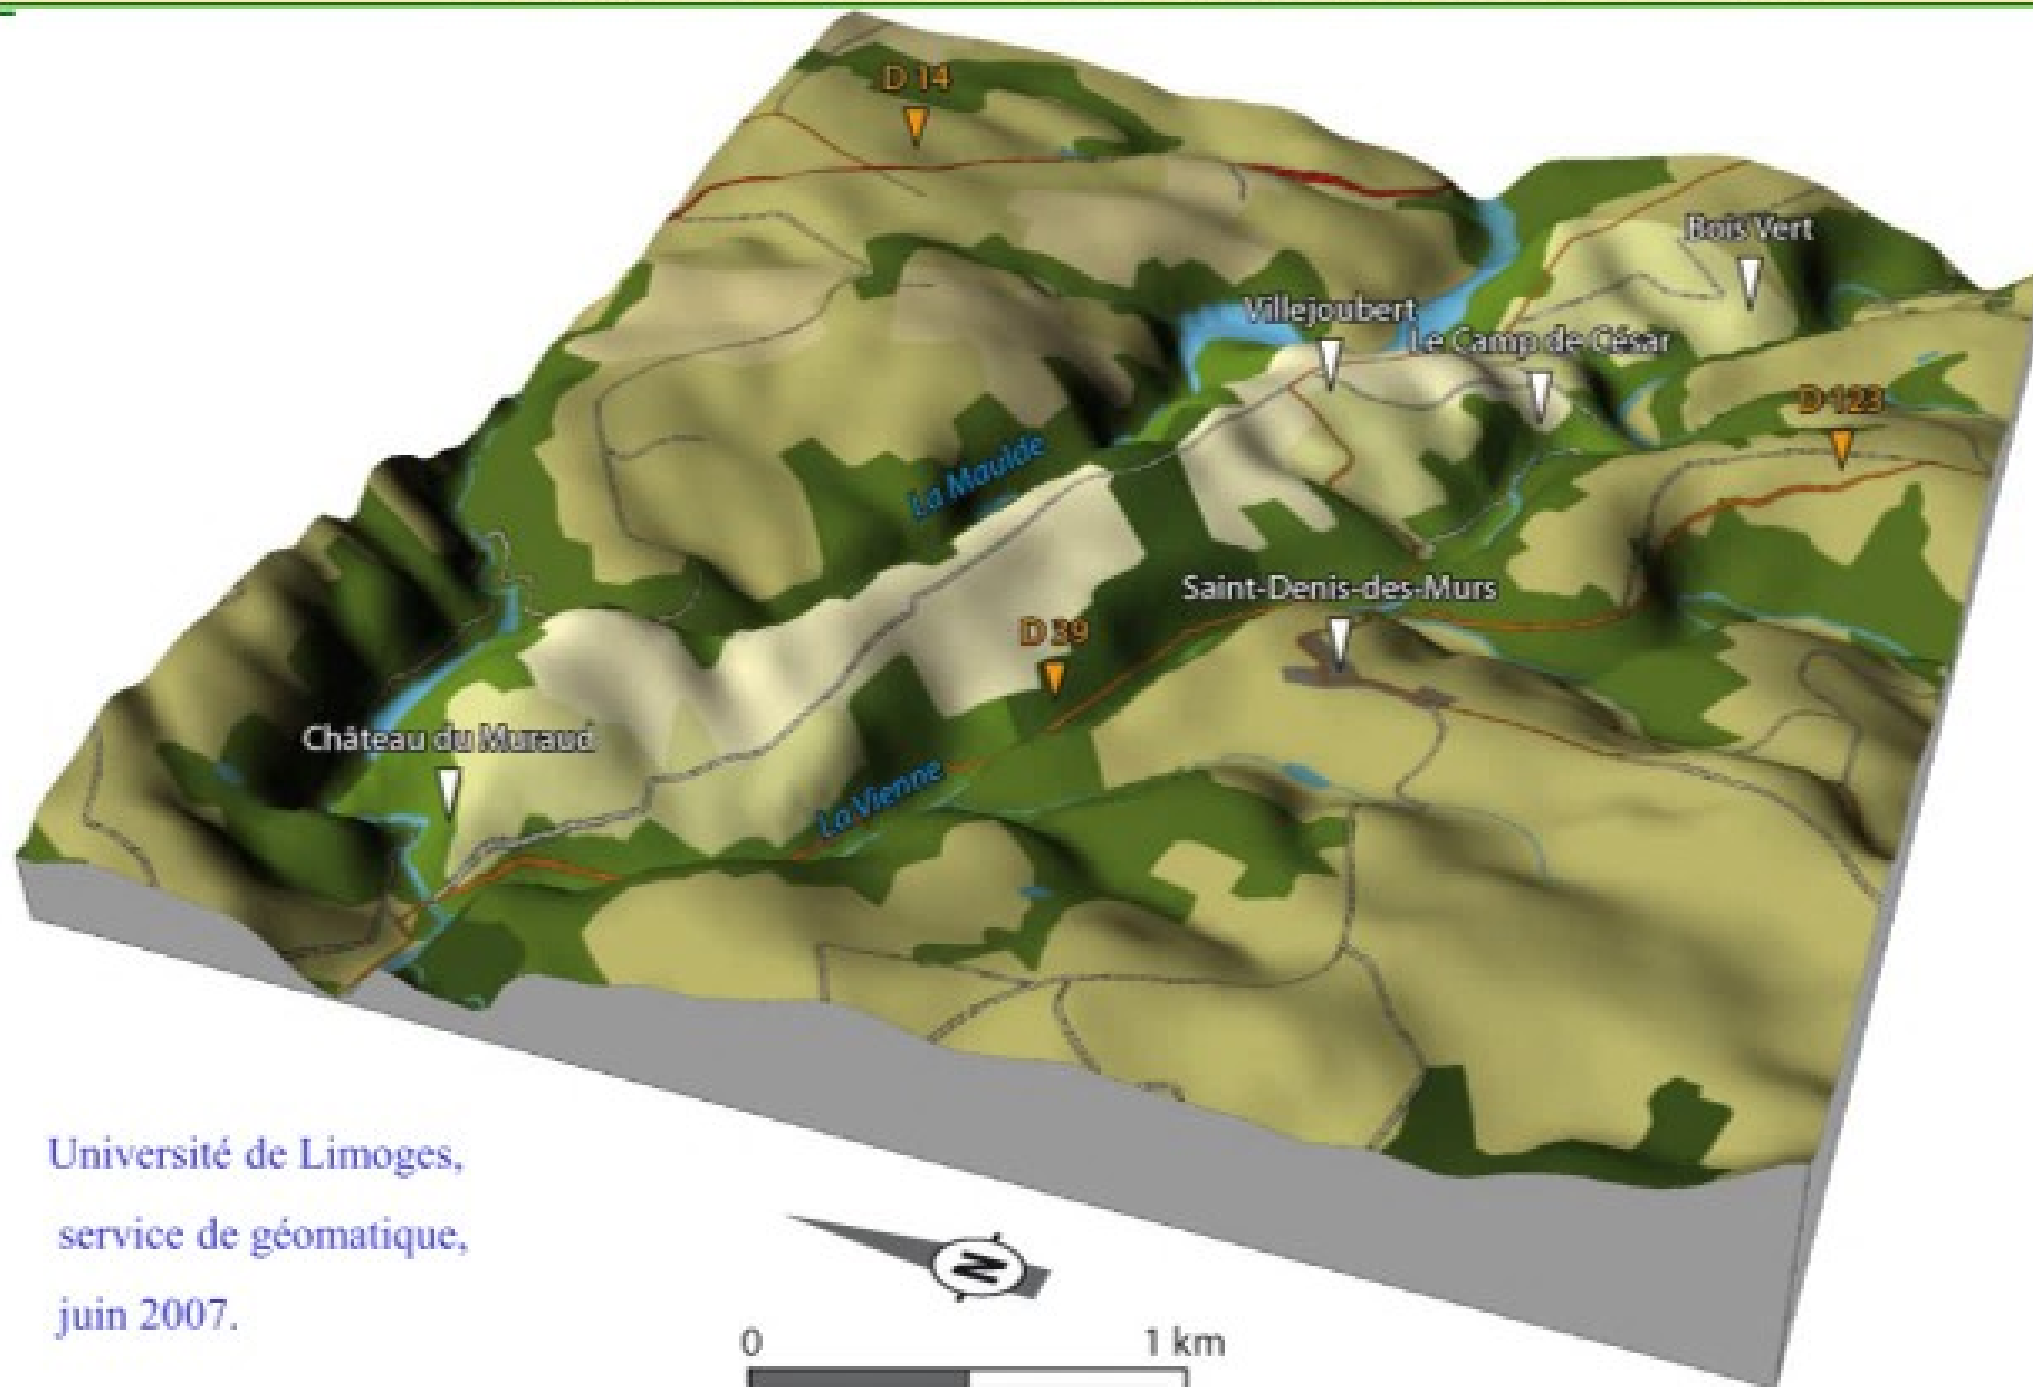 D 14
Bois Vert
Villejoubert
Le Camp de César
D 123
La Maulde
Saint-Denis-des-Murs
D 39
Château du Muraud
La Vienne
Université de Limoges,
service de géomatique,
juin 2007.
N
0 1 km